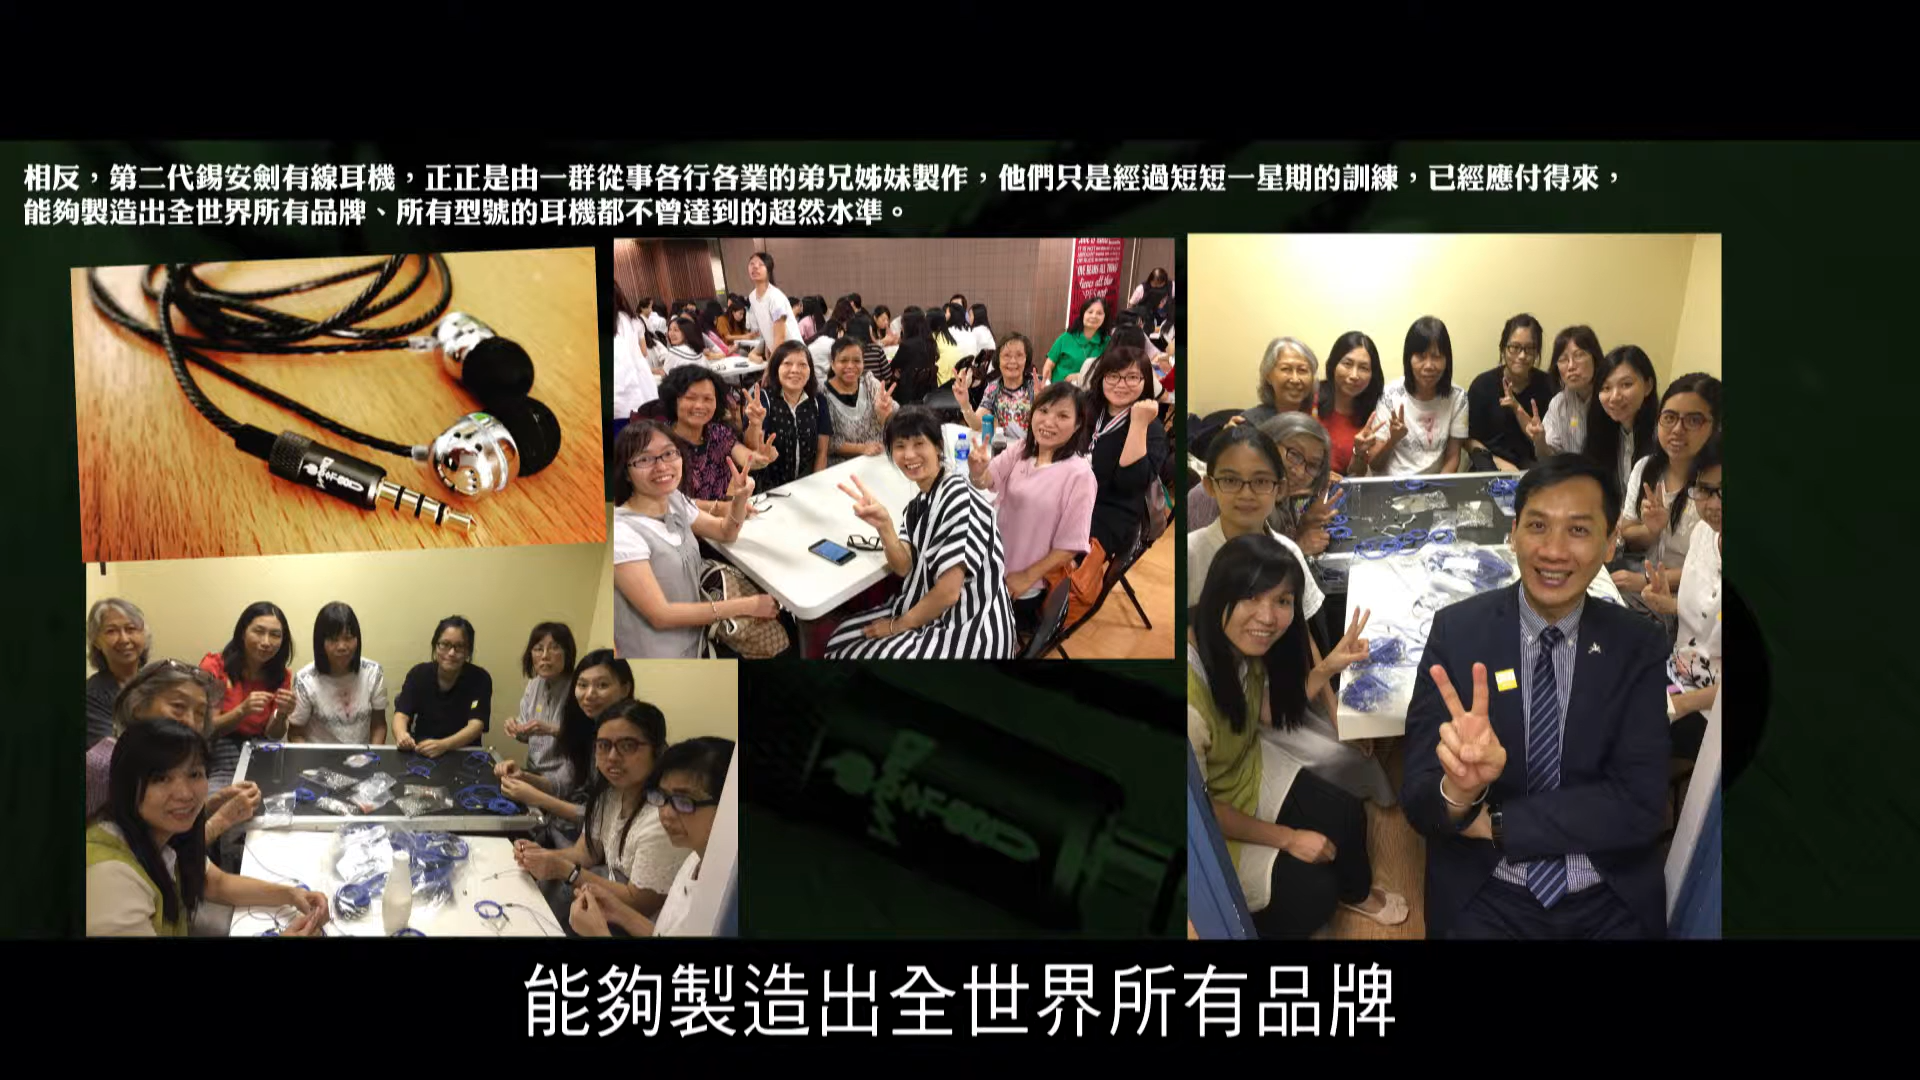 相反，第二代錫安劍有線耳機，正正是由一群從事各行各業的弟兄姊妹製作，他們只是經過短短一星期的訓練，已經應付得來，
能夠製造出全世界所有品牌、所有型號的耳機都不曾達到的超然水準。
能夠製造出全世界所有品牌